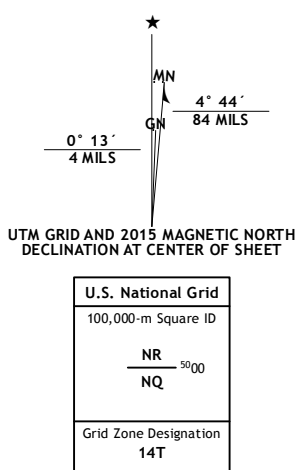 ★
MN
4° 44´
84 MILS
GN
0° 13´
4 MILS
UTM GRID AND 2015 MAGNETIC NORTH
DECLINATION AT CENTER OF SHEET
U.S. National Grid
100,000-m Square ID
NR
5000
NQ
Grid Zone Designation
14T